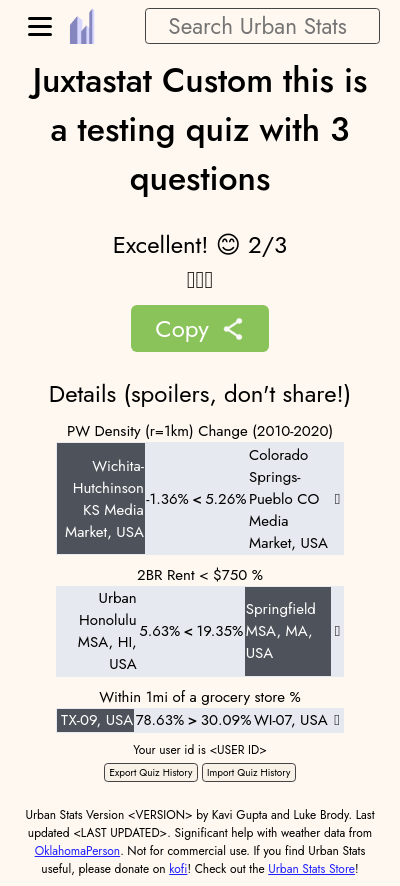 Search Urban Stats
Juxtastat Custom this is
a testing quiz with 3
questions
Excellent! 😊 2/3
Copy
Details (spoilers, don't share!)
PW Density (r=1km) Change (2010-2020)
Wichita-
Hutchinson
KS Media
Market, USA
-1.36% < 5.26%
Colorado
Springs-
Pueblo CO
Media
Market, USA
2BR Rent < $750 %
Urban
Honolulu
MSA, HI,
USA
5.63% < 19.35%
Springfield
MSA, MA,
USA
Within 1mi of a grocery store %
TX-09, USA 78.63% > 30.09% WI-07, USA
Your user id is <USER ID>
Export Quiz History Import Quiz History
Urban Stats Version <VERSION> by Kavi Gupta and Luke Brody. Last
updated <LAST UPDATED>. Significant help with weather data from
OklahomaPerson. Not for commercial use. If you find Urban Stats
useful, please donate on kofi! Check out the Urban Stats Store!